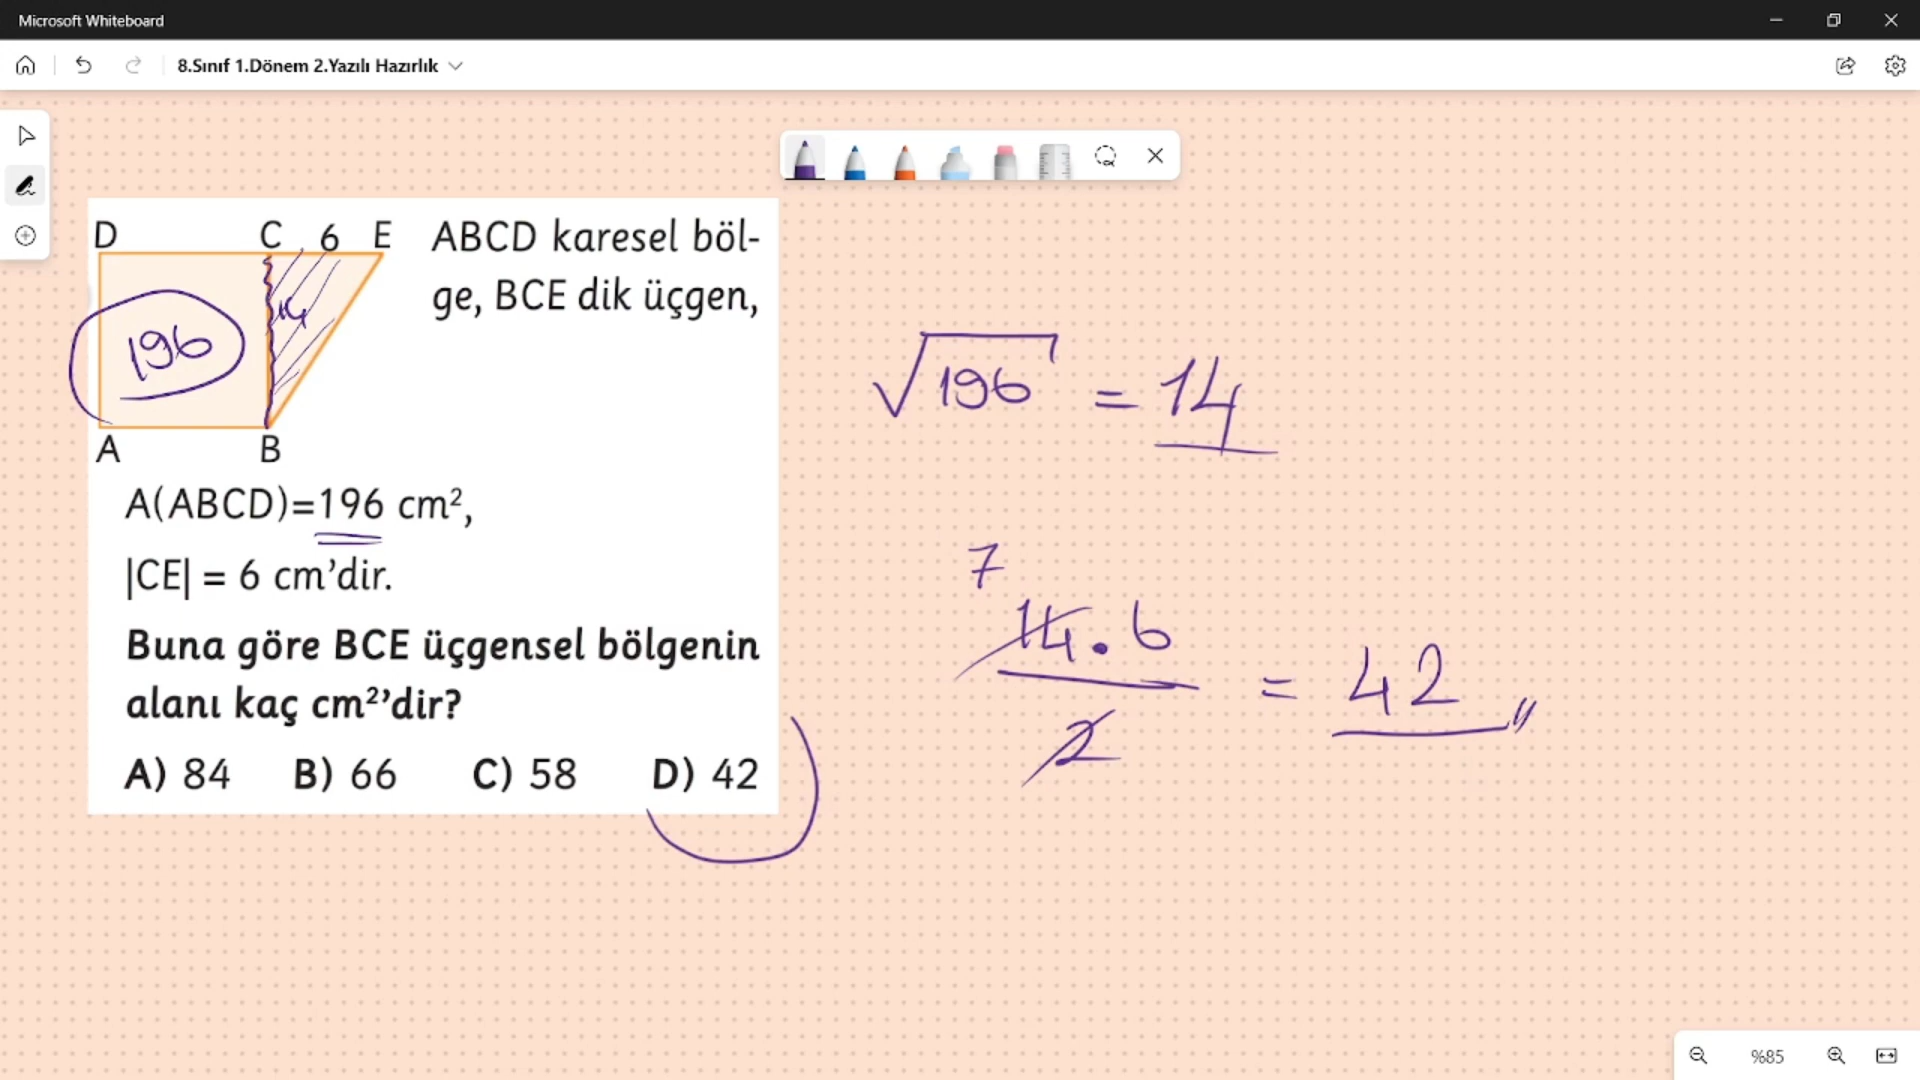 Microsoft Whiteboard
8.Sınıf 1.Dönem 2.Yazılı Hazırlık
D C 6 E
14
196
A B
ABCD karesel böl-
ge, BCE dik üçgen,
A(ABCD)=196 cm²,
|CE| = 6 cm’dir.
Buna göre BCE üçgensel bölgenin
alanı kaç cm²’dir?
A) 84 B) 66 C) 58 D) 42
√196 = 14
7
14.6
2
= 42
%85